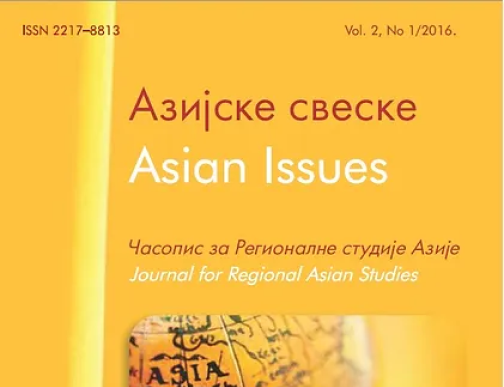 ISSN 2217–8813
Vol. 2, No 1/2016.
Азијске свеске
Asian Issues
Часопис за Регионалне студије Азије
Journal for Regional Asian Studies
ASIA